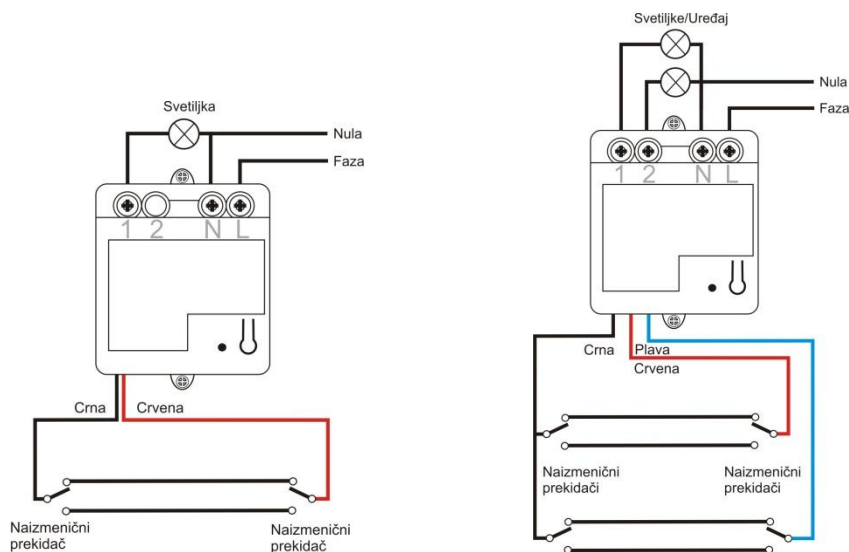 Svetiljka
Nula
Faza
1 2 N L
Crna Crvena
Naizmenični
prekidač
Naizmenični
prekidač
Svetiljke/Uređaj
Nula
Faza
1 2 N L
Crna Plava
Crvena
Naizmenični
prekidači
Naizmenični
prekidači